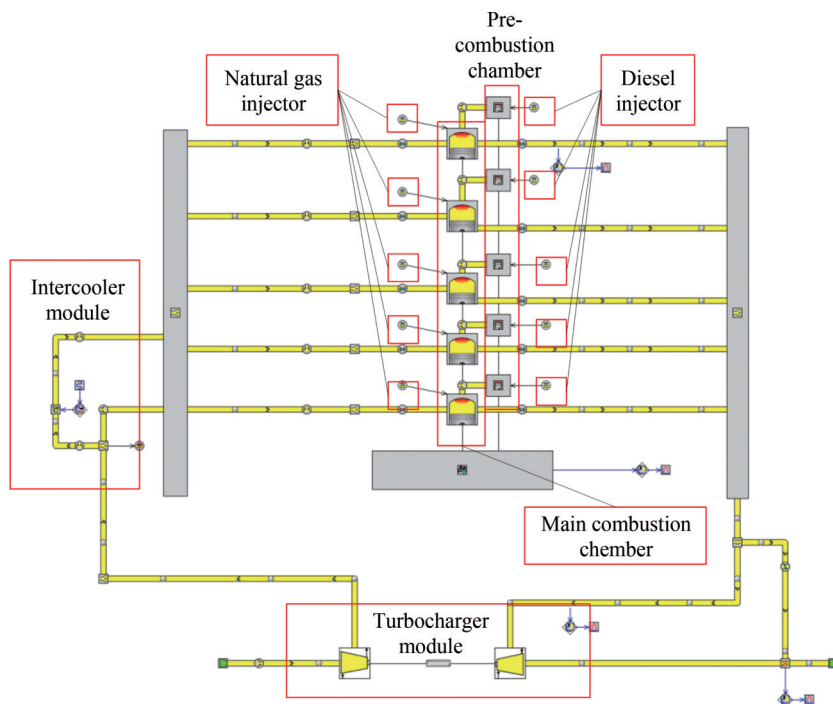 Pre-
combustion
chamber
Natural gas
injector
Diesel
injector
Intercooler
module
Main combustion
chember
Turbocharger
module